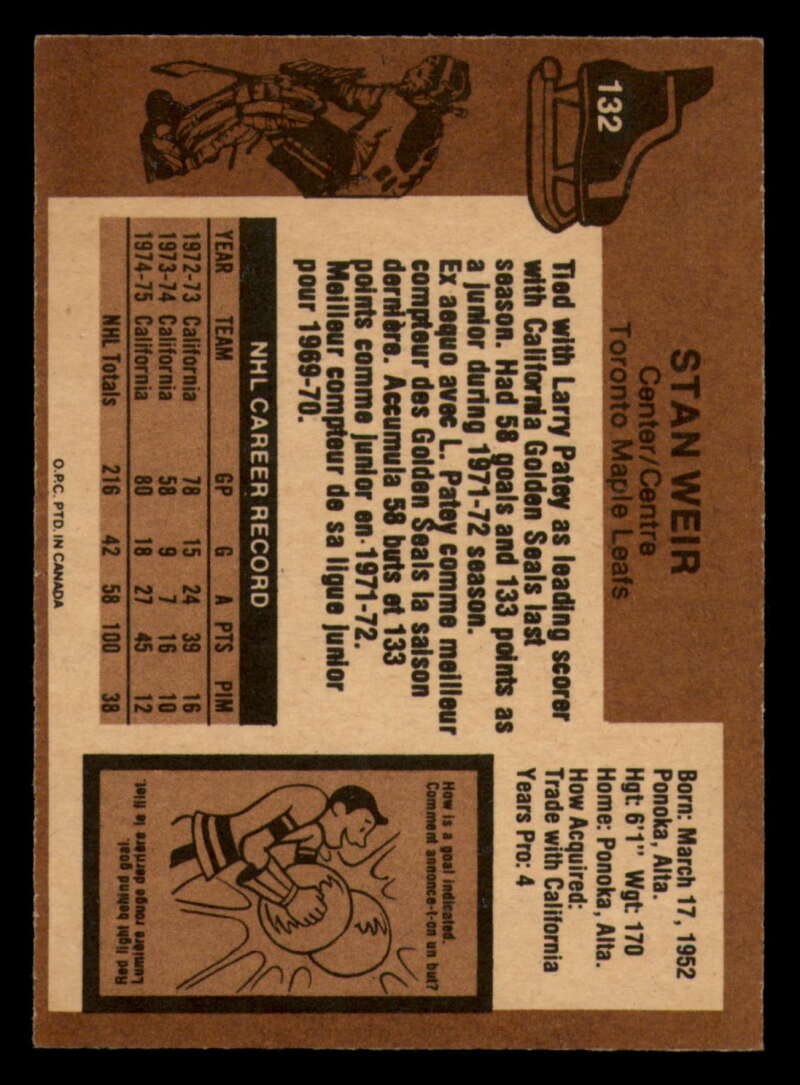 132
STAN WEIR
Center/Centre
Toronto Maple Leafs
Born: March 17, 1952
Ponoka, Alta.
Hgt: 6'1" Wgt: 170
Home: Ponoka, Alta.
How Acquired:
Trade with California
Years Pro: 4
Tied with Larry Patey as leading scorer
with California Golden Seals last
season. Had 58 goals and 133 points as
a junior during 1971-72 season.
Ex aequo avec L. Patey comme meilleur
compteur des Golden Seals la saison
dernière. Accumula 58 buts et 133
points comme junior en 1971-72.
Meilleur compteur de sa ligue junior
pour 1969-70.
NHL CAREER RECORD
YEAR TEAM GP G A PTS PIM
1972-73 California 78 15 24 39 16
1973-74 California 58 9 7 16 10
1974-75 California 80 18 27 45 12
NHL Totals 216 42 58 100 38
O.P.C. PTD. IN CANADA
How is a goal indicated.
Comment annonce-t-on un but?
Lumière rouge derrière le filet.
Red light behind goal.